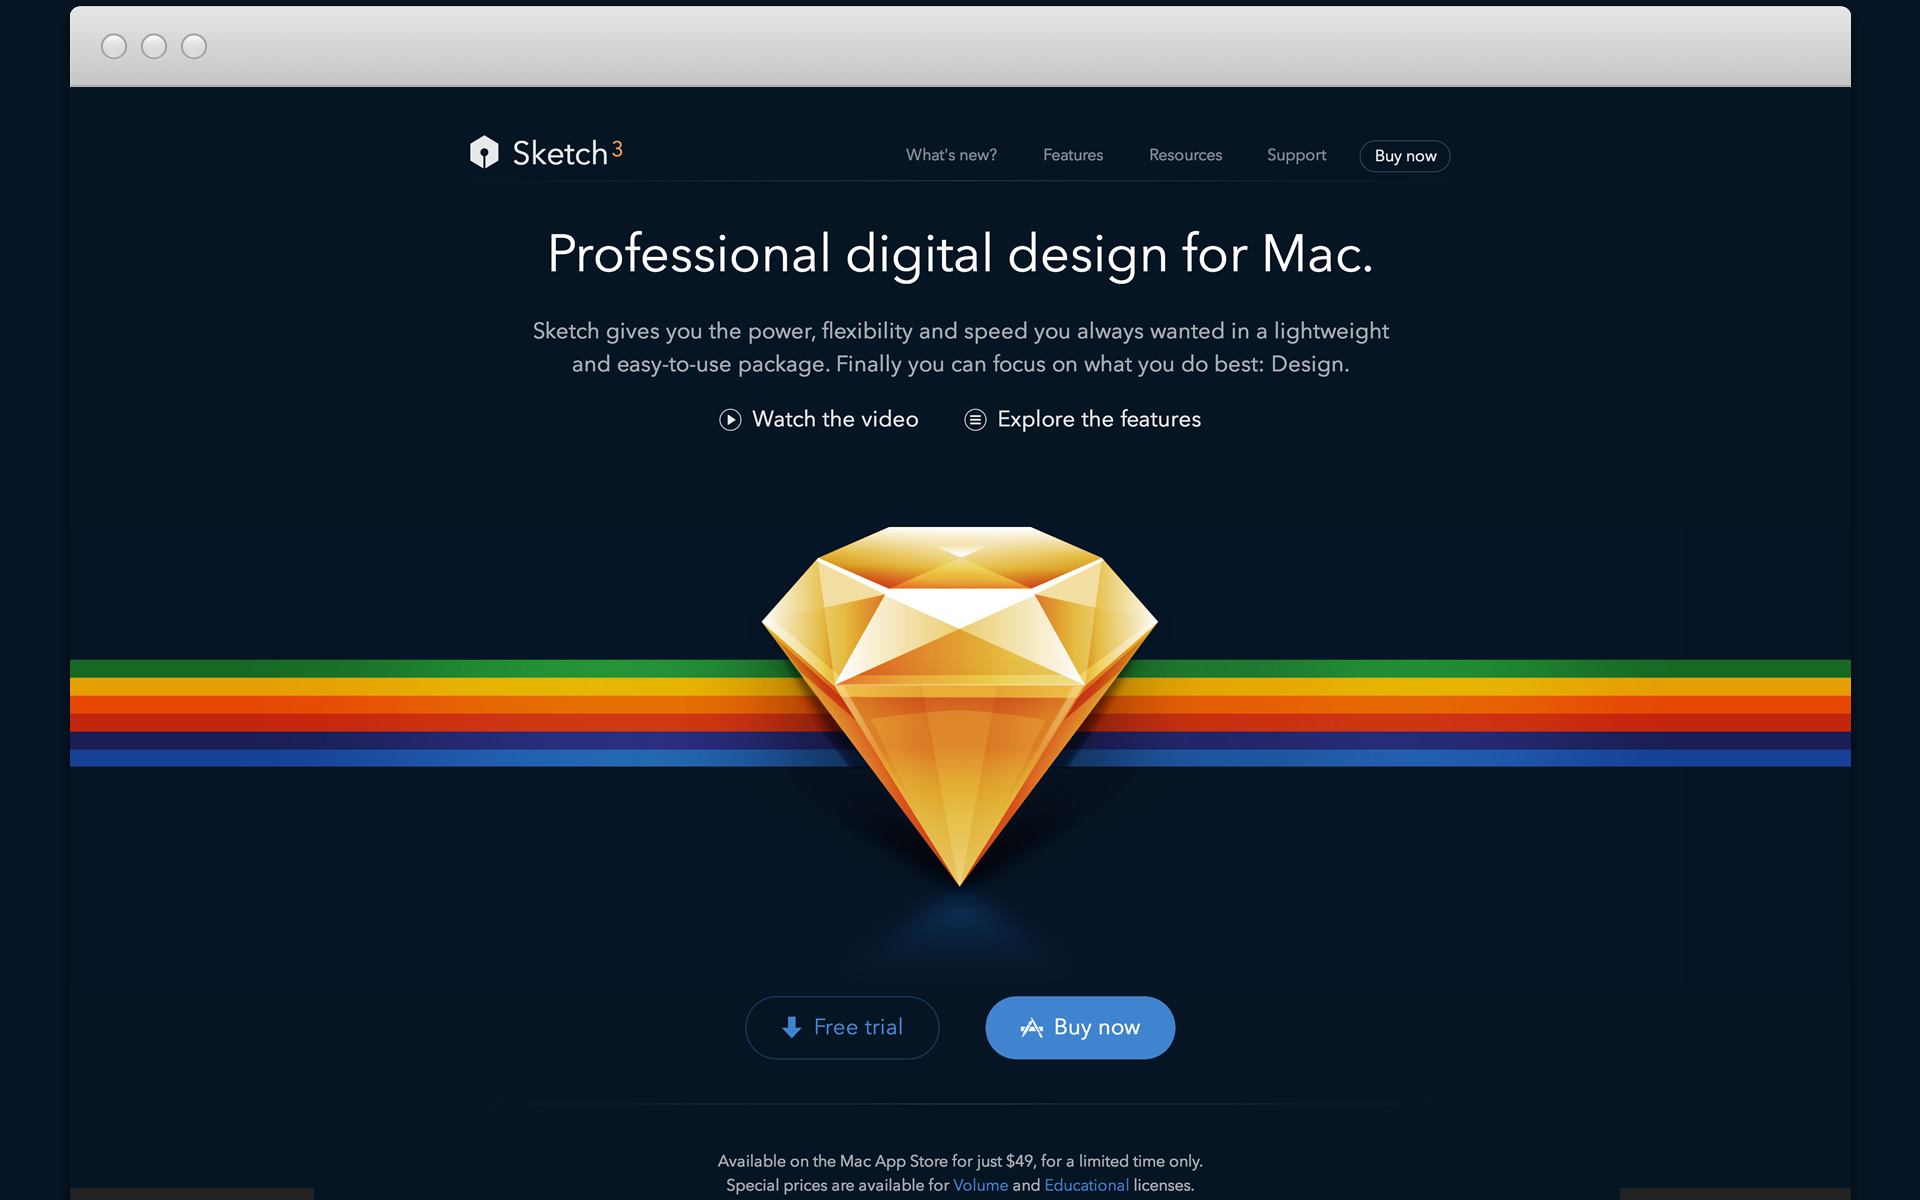 Sketch 3
What's new? Features Resources Support Buy now
Professional digital design for Mac.
Sketch gives you the power, flexibility and speed you always wanted in a lightweight
and easy-to-use package. Finally you can focus on what you do best: Design.
Watch the video Explore the features
Free trial Buy now
Available on the Mac App Store for just $49, for a limited time only.
Special prices are available for Volume and Educational licenses.